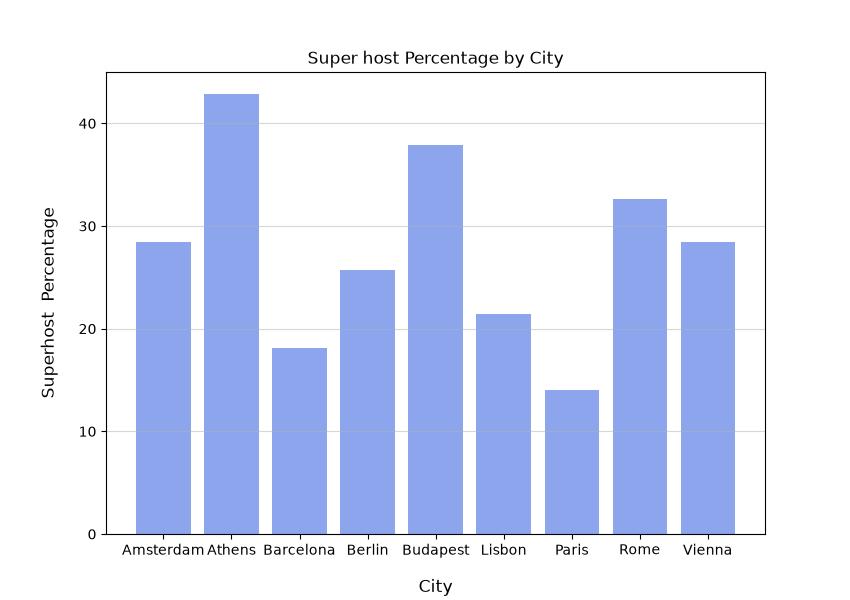 Super host Percentage by City
Superhost  Percentage
40
30
20
10
0
Amsterdam Athens Barcelona Berlin Budapest Lisbon Paris Rome Vienna
City